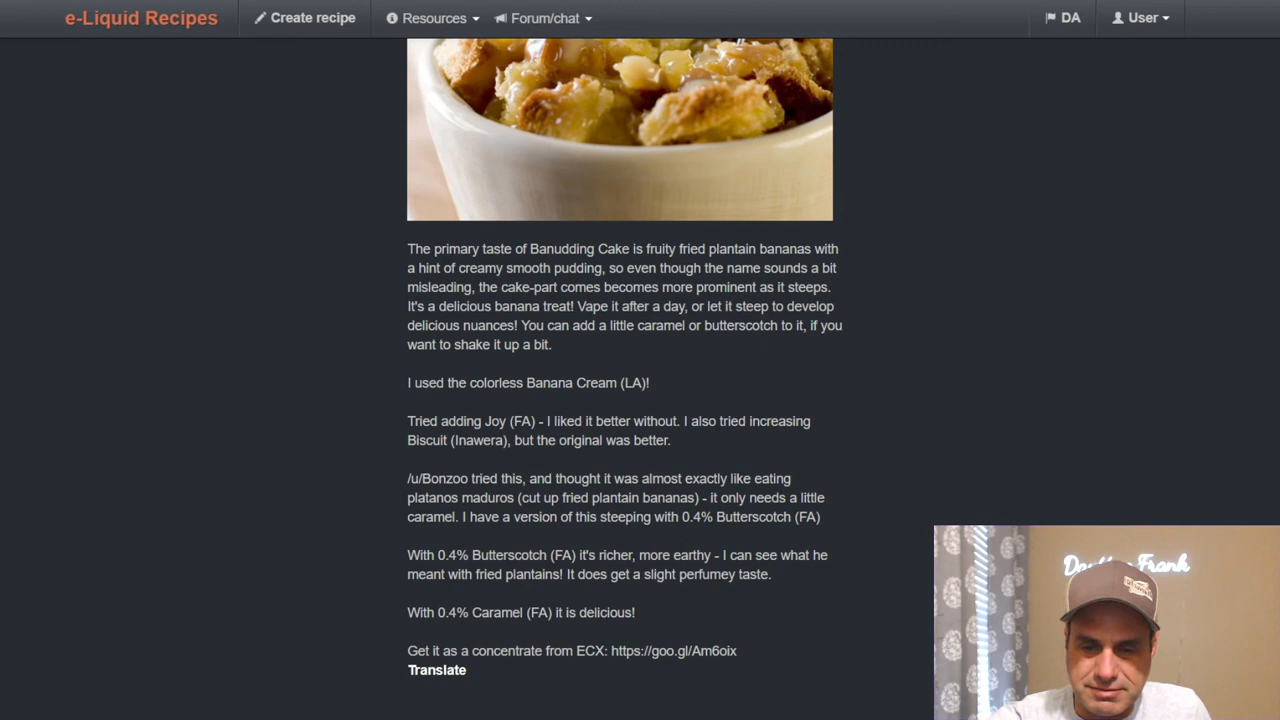 e-Liquid Recipes Create recipe Resources Forum/chat DA User
The primary taste of Banudding Cake is fruity fried plantain bananas with
a hint of creamy smooth pudding, so even though the name sounds a bit
misleading, the cake-part comes becomes more prominent as it steeps.
It's a delicious banana treat! Vape it after a day, or let it steep to develop
delicious nuances! You can add a little caramel or butterscotch to it, if you
want to shake it up a bit.
I used the colorless Banana Cream (LA)!
Tried adding Joy (FA) - I liked it better without. I also tried increasing
Biscuit (Inawera), but the original was better.
/u/Bonzoo tried this, and thought it was almost exactly like eating
platanos maduros (cut up fried plantain bananas) - it only needs a little
caramel. I have a version of this steeping with 0.4% Butterscotch (FA)
With 0.4% Butterscotch (FA) it's richer, more earthy - I can see what he
meant with fried plantains! It does get a slight perfumey taste.
With 0.4% Caramel (FA) it is delicious!
Get it as a concentrate from ECX: https://goo.gl/Am6oix
Translate
Frank